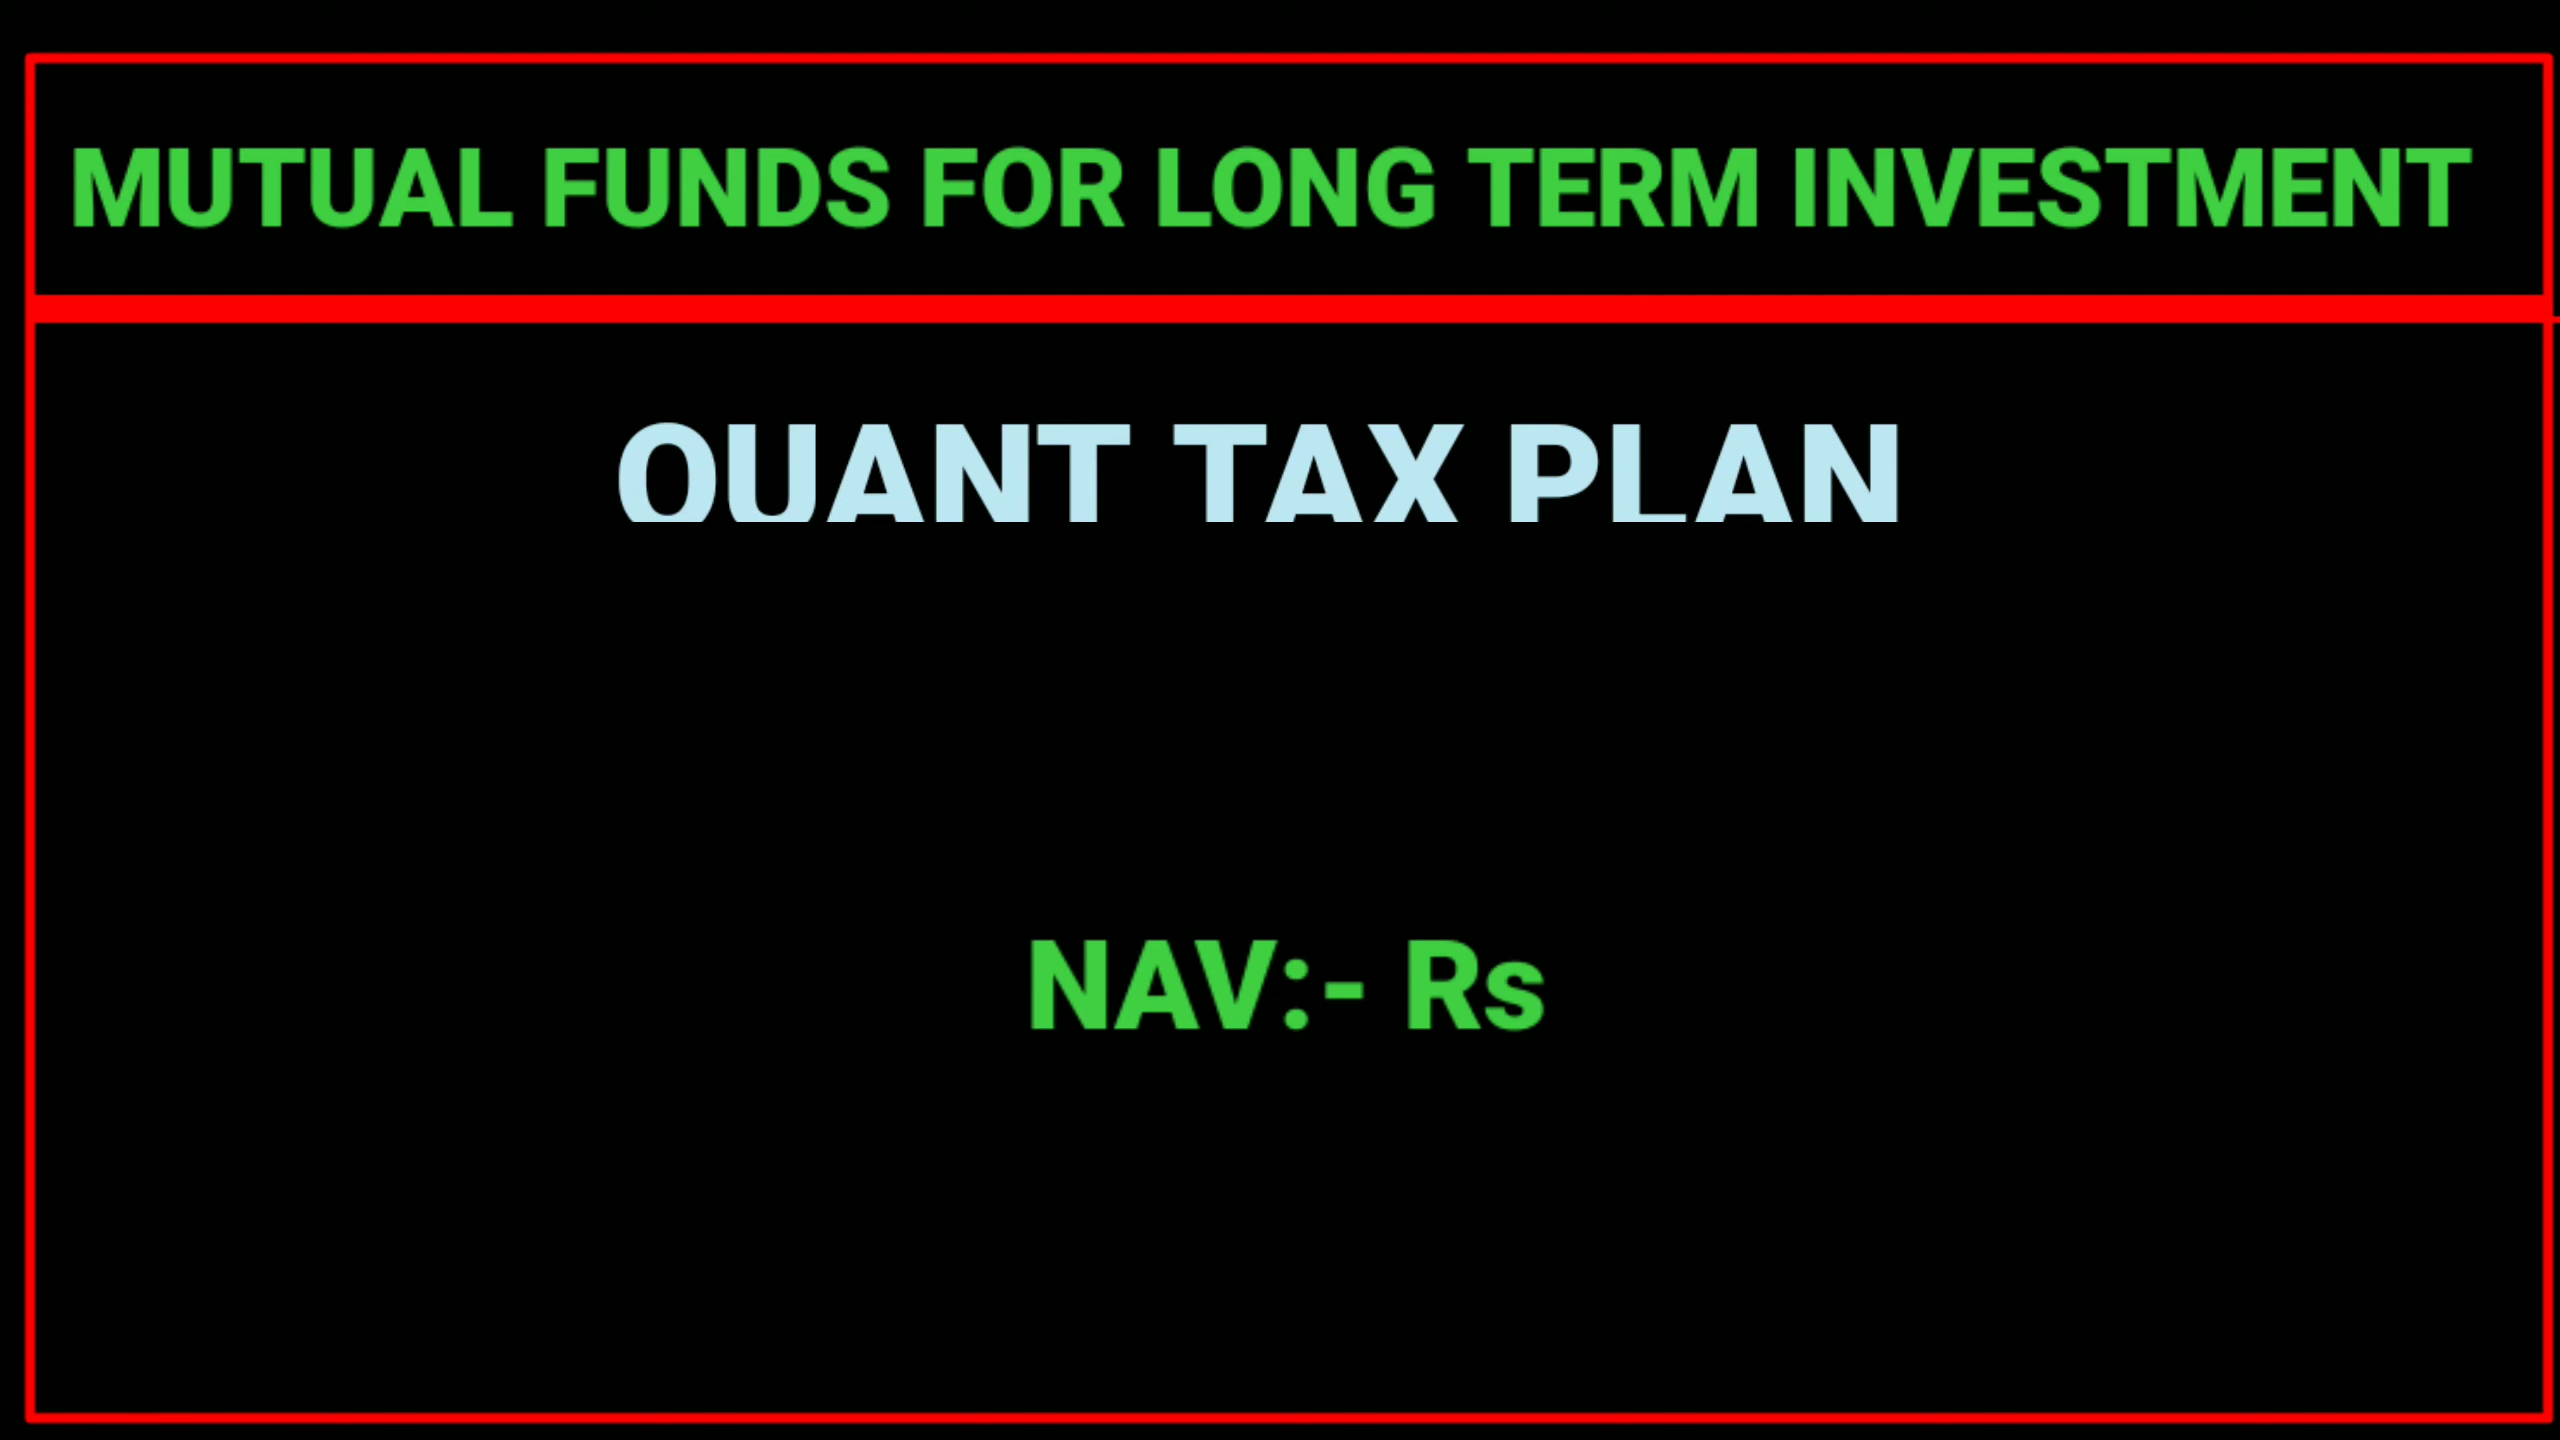 MUTUAL FUNDS FOR LONG TERM INVESTMENT
QUANT TAX PLAN
NAV:- Rs